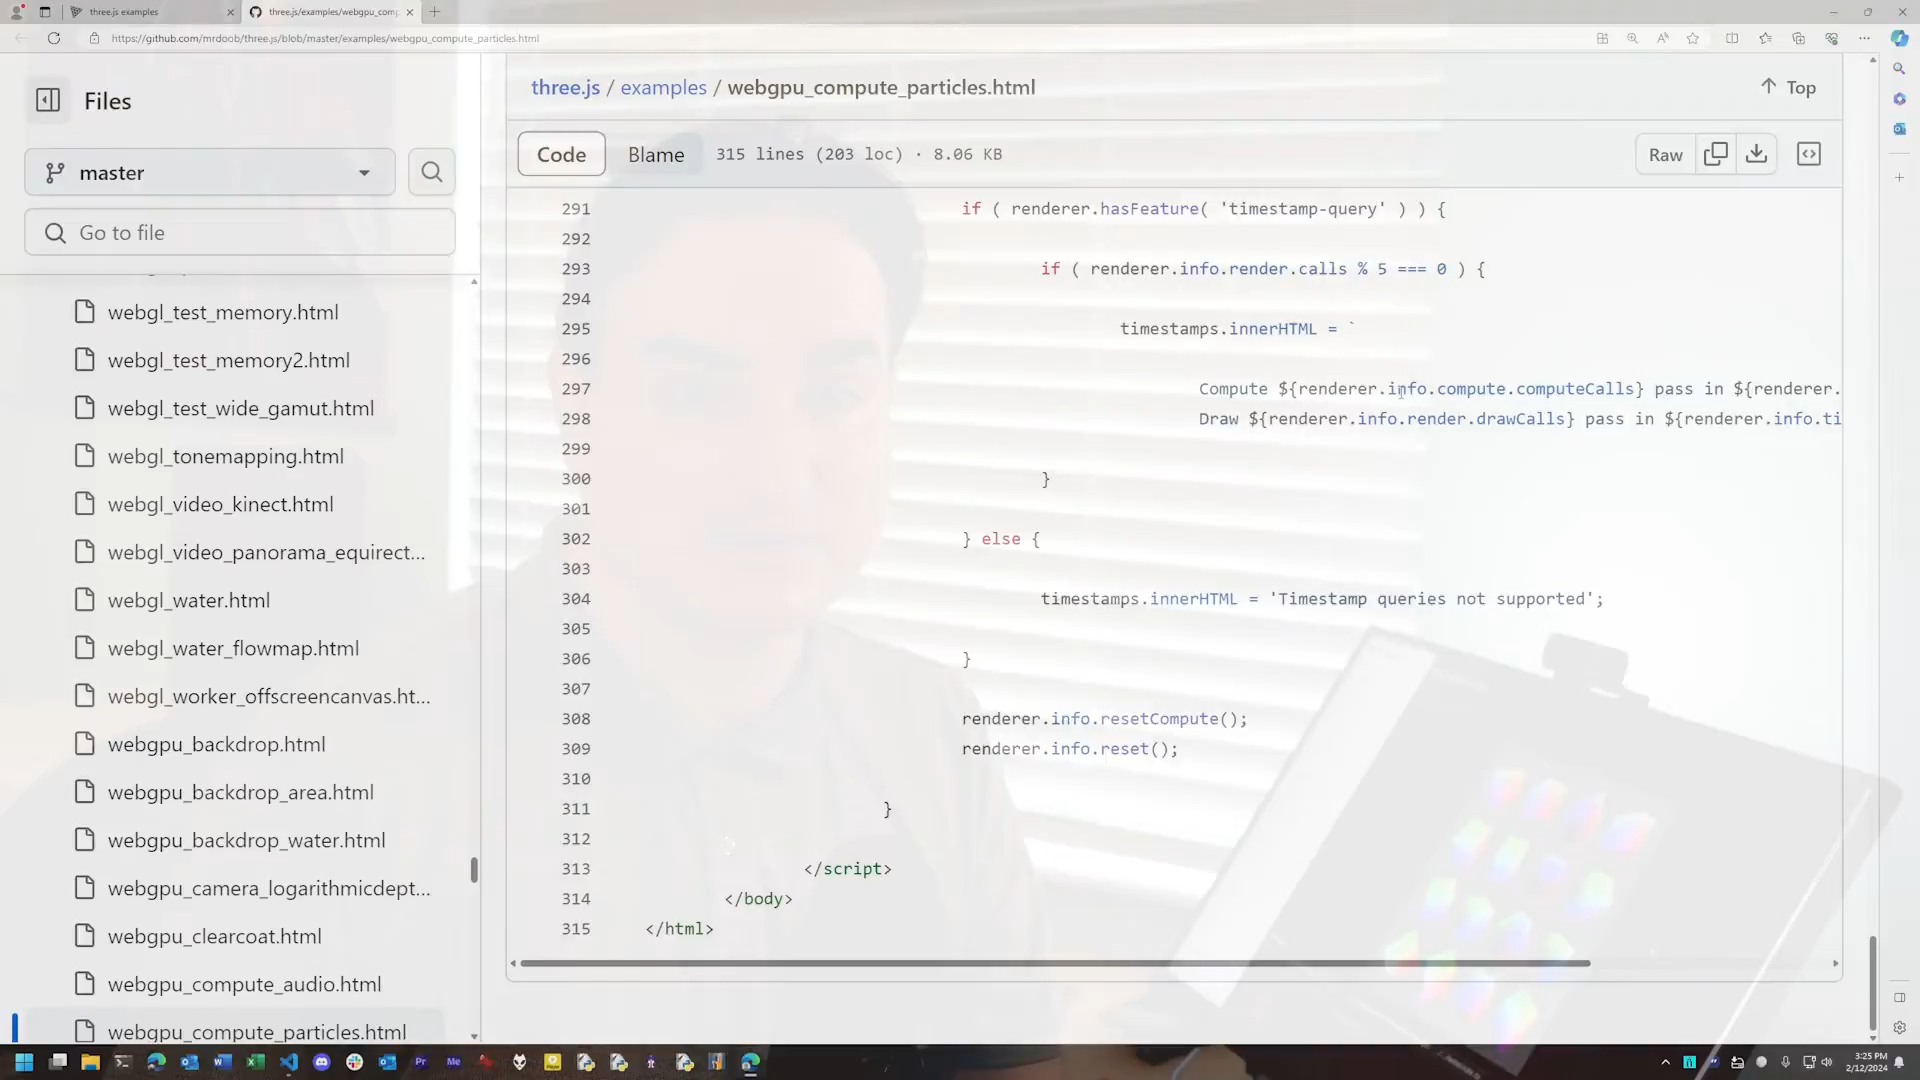 three.js examples
three.js/examples/webgpu_comp
https://github.com/mrdoob/three.js/blob/master/examples/webgpu_compute_particles.html
Files
master
Go to file
webgl_test_memory.html
webgl_test_memory2.html
webgl_test_wide_gamut.html
webgl_tonemapping.html
webgl_video_kinect.html
webgl_video_panorama_equirect...
webgl_water.html
webgl_water_flowmap.html
webgl_worker_offscreencanvas.ht...
webgpu_backdrop.html
webgpu_backdrop_area.html
webgpu_backdrop_water.html
webgpu_camera_logarithmicdept...
webgpu_clearcoat.html
webgpu_compute_audio.html
webgpu_compute_particles.html
three.js / examples / webgpu_compute_particles.html
Top
Code Blame 315 lines (203 loc) · 8.06 KB
Raw
291 if ( renderer.hasFeature( 'timestamp-query' ) ) {
292
293 if ( renderer.info.render.calls % 5 === 0 ) {
294
295 timestamps.innerHTML = `
296
297 Compute ${renderer.info.compute.computeCalls} pass in ${renderer.
298 Draw ${renderer.info.render.drawCalls} pass in ${renderer.info.ti
299
300 }
301
302 } else {
303
304 timestamps.innerHTML = 'Timestamp queries not supported';
305
306 }
307
308 renderer.info.resetCompute();
309 renderer.info.reset();
310
311 }
312
313 </script>
314 </body>
315 </html>
3:25 PM
2/12/2024